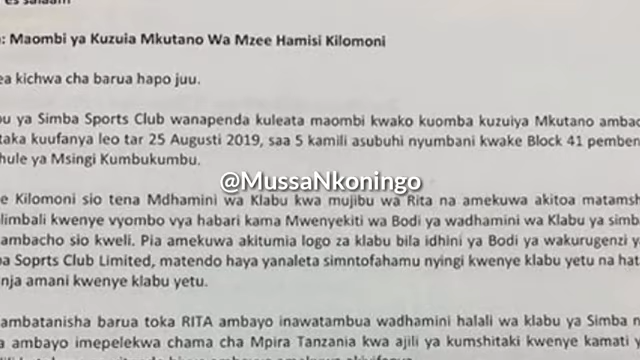 es salaam
: Maombi ya Kuzuia Mkutano Wa Mzee Hamisi Kilomoni
ea kichwa cha barua hapo juu.
bu ya Simba Sports Club wanapenda kuleata maombi kwako kuomba kuzuiya Mkutano ambac
taka kuufanya leo tar 25 Augusti 2019, saa 5 kamili asubuhi nyumbani kwake Block 41 pemben
hule ya Msingi Kumbukumbu.
@MussaNkoningo
e Kilomoni sio tena Mdhamini wa Klabu kwa mujibu wa Rita na amekuwa akitoa matamsh
limbali kwenye vyombo vya habari kama Mwenyekiti wa Bodi ya wadhamini wa Klabu ya simb
ambacho sio kweli. Pia amekuwa akitumia logo za klabu bila idhini ya Bodi ya wakurugenzi y
ba Soprts Club Limited, matendo haya yanaleta simntofahamu nyingi kwenye klabu yetu na hat
nja amani kwenye klabu yetu.
ambatanisha barua toka RITA ambayo inawatambua wadhamini halali wa klabu ya Simba n
a ambayo imepelekwa chama cha Mpira Tanzania kwa ajili ya kumshitaki kwenye kamati